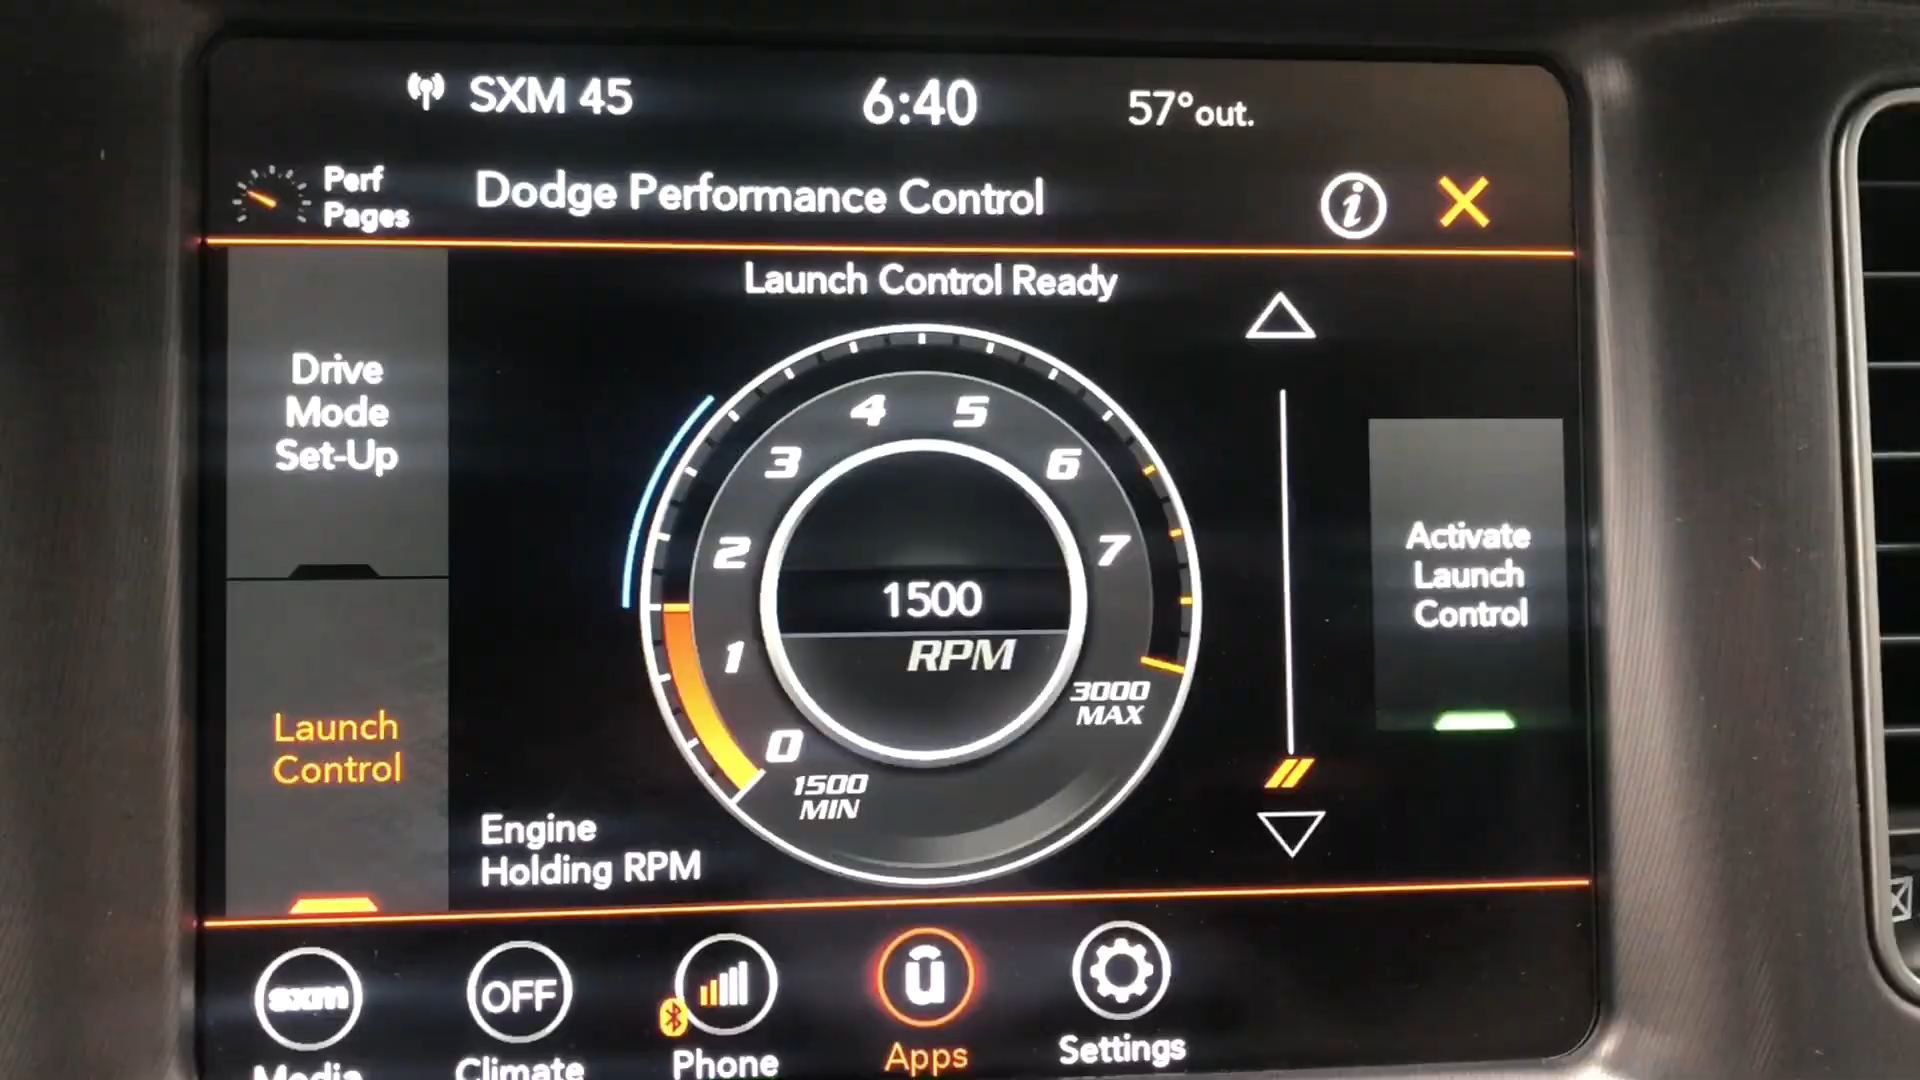 SXM 45
6:40
57°out.
Perf
Pages
Dodge Performance Control
i
Launch Control Ready
Drive
Mode
Set-Up
Launch
Control
4
5
3
6
2
7
1
0
1500
RPM
3000
MAX
1500
MIN
Activate
Launch
Control
Engine
Holding RPM
sxm
OFF
Media
Climate
Phone
Apps
Settings